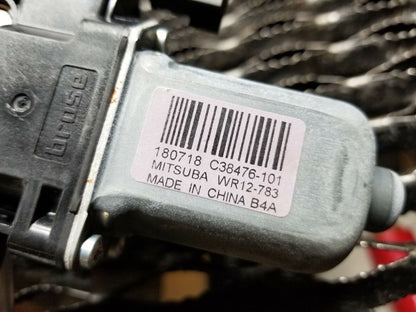 brose
180718 C38476-101
MITSUBA WR12-783
MADE IN CHINA B4A